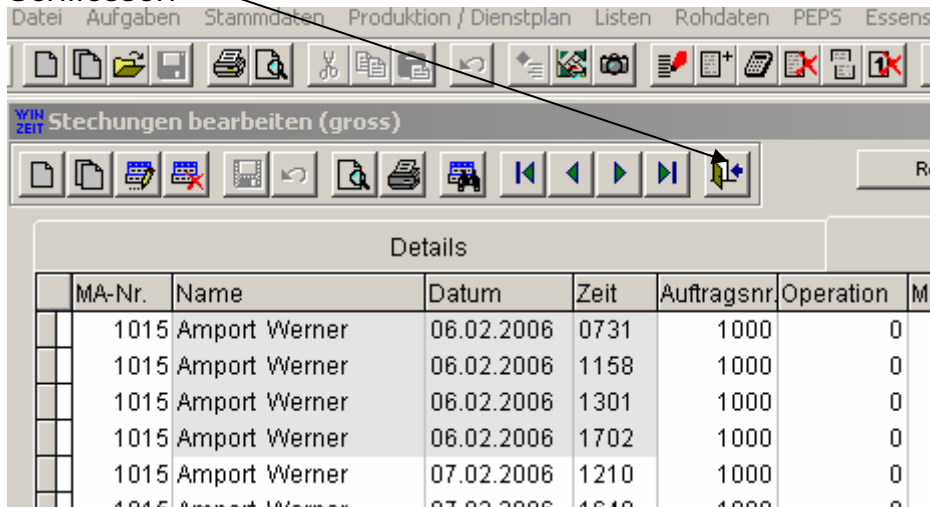 Datei Aufgaben Stammdaten Produktion / Dienstplan Listen Rohdaten PEPS
WIN ZEIT Stechungen bearbeiten (gross)
Details
MA-Nr. Name Datum Zeit Auftragsnr. Operation M
1015 Amport Werner 06.02.2006 0731 1000 0
1015 Amport Werner 06.02.2006 1158 1000 0
1015 Amport Werner 06.02.2006 1301 1000 0
1015 Amport Werner 06.02.2006 1702 1000 0
1015 Amport Werner 07.02.2006 1210 1000 0